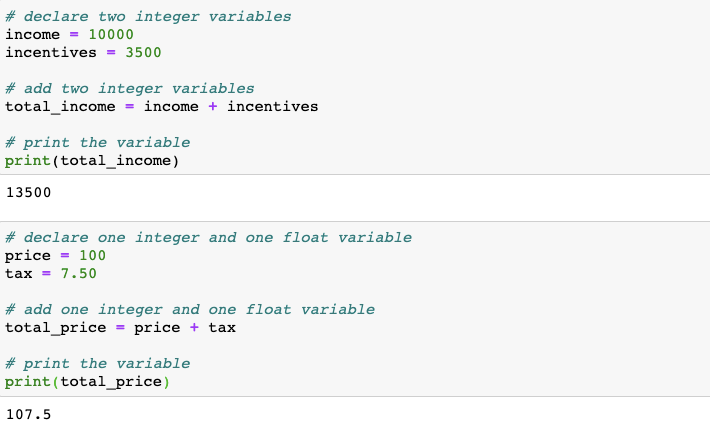 # declare two integer variables
income = 10000
incentives = 3500
# add two integer variables
total_income = income + incentives
# print the variable
print(total_income)
13500
# declare one integer and one float variable
price = 100
tax = 7.50
# add one integer and one float variable
total_price = price + tax
# print the variable
print(total_price)
107.5